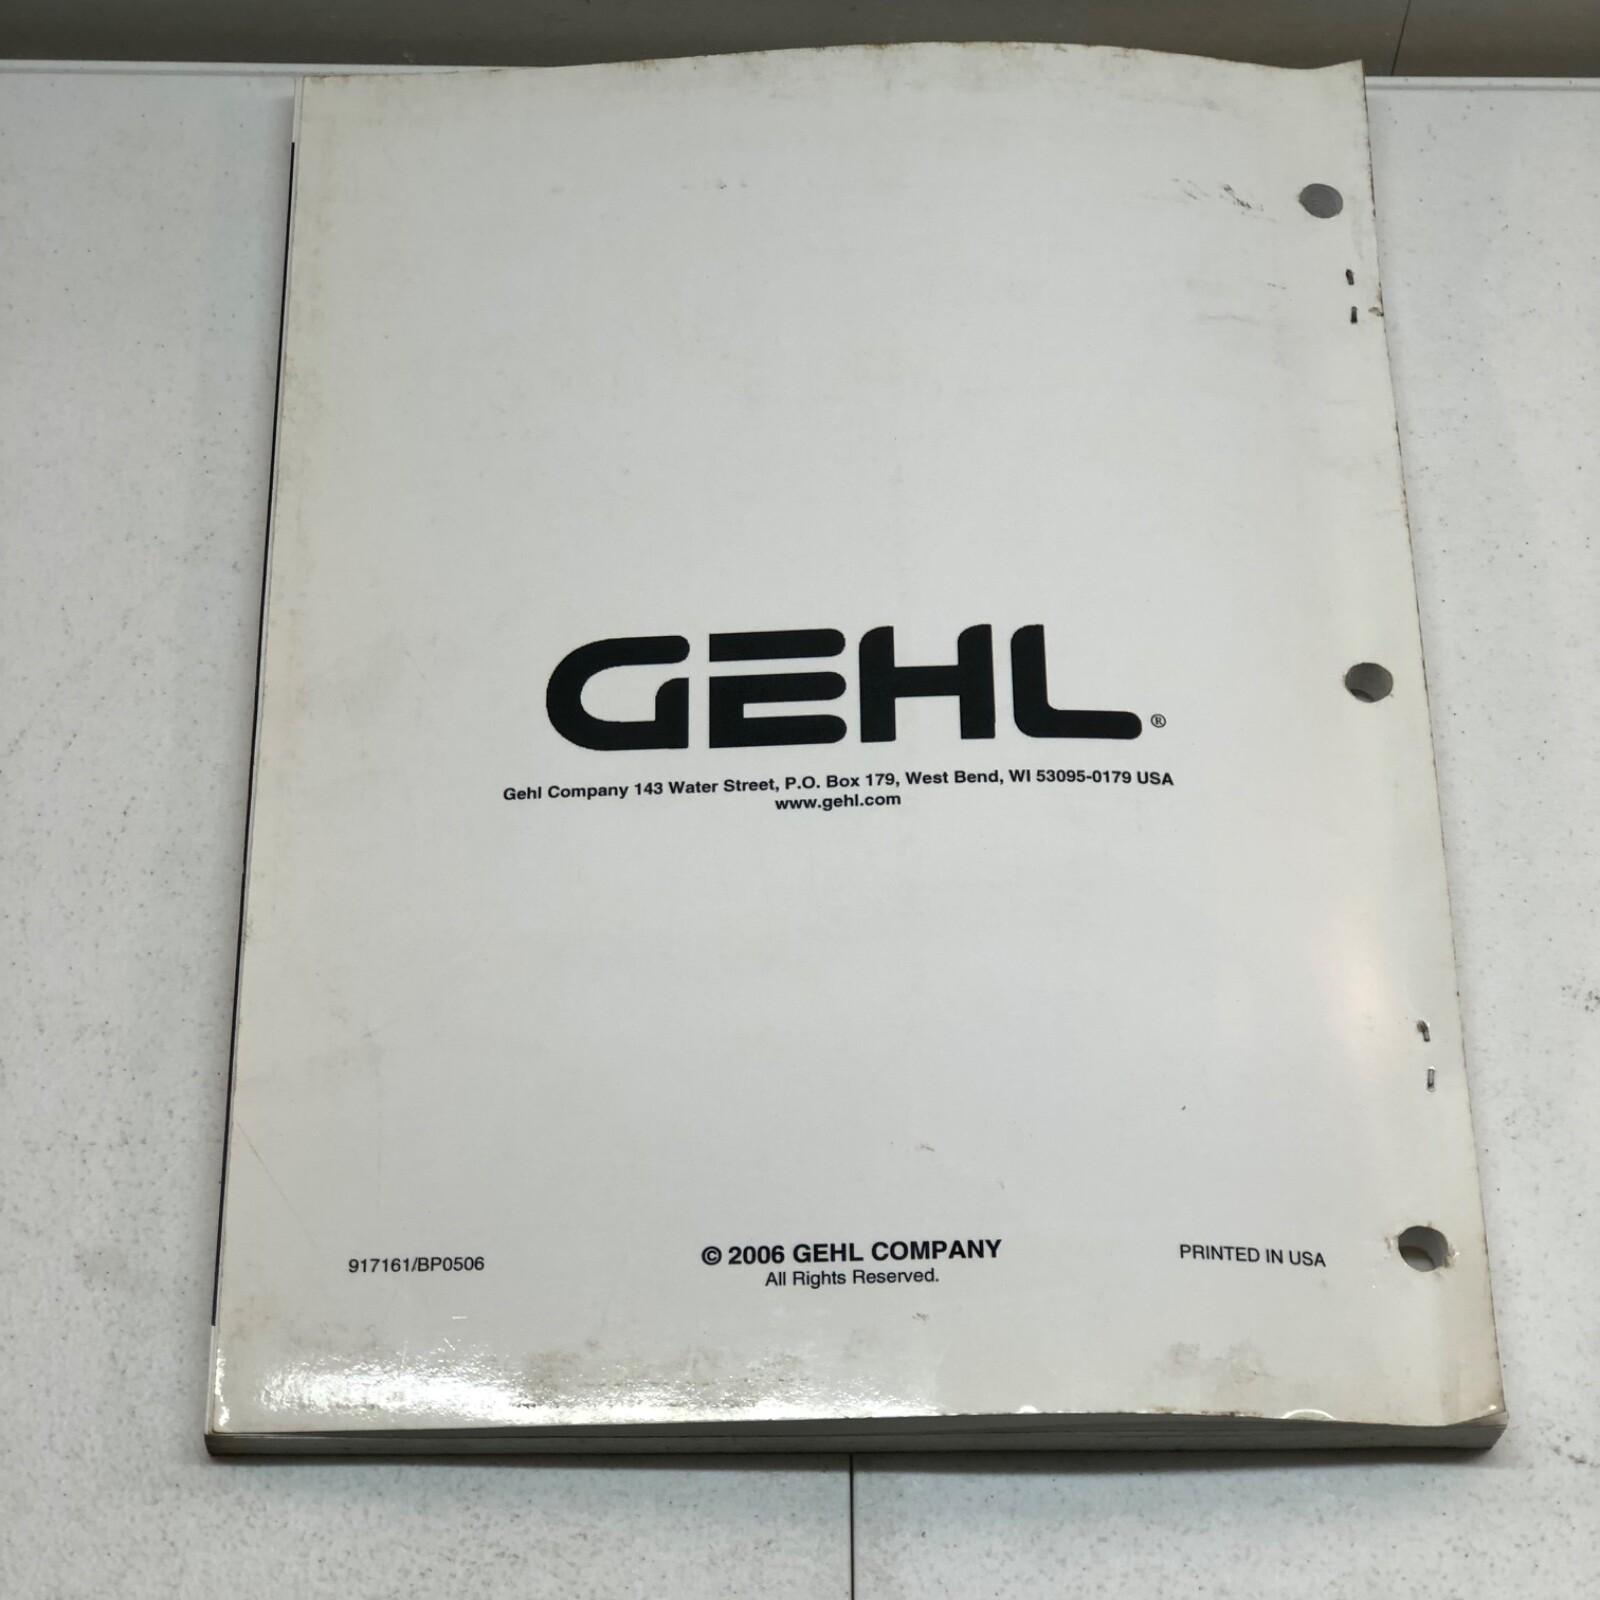 GEHL®
Gehl Company 143 Water Street, P.O. Box 179, West Bend, WI 53095-0179 USA
www.gehl.com
917161/BP0506
© 2006 GEHL COMPANY
All Rights Reserved.
PRINTED IN USA